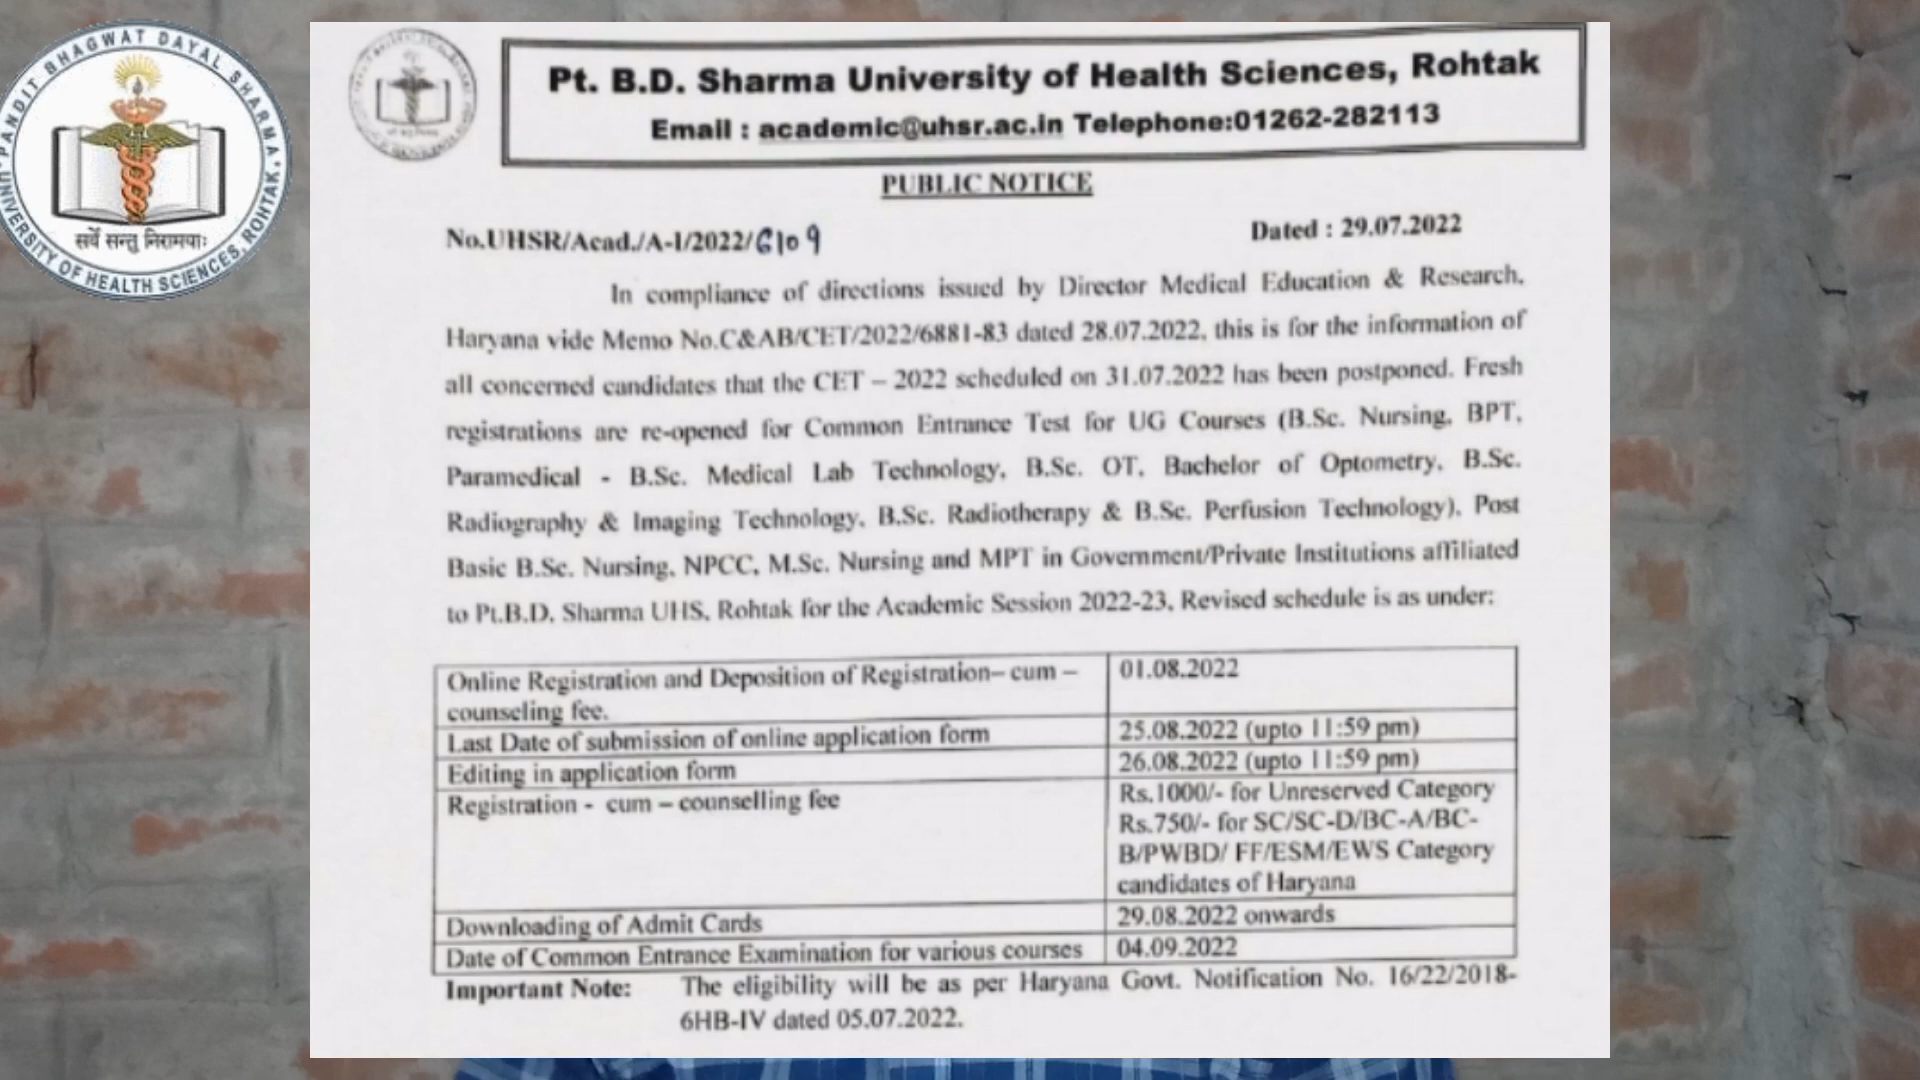 PANDIT BHAGWAT DAYAL SHARMA
UNIVERSITY OF HEALTH SCIENCES, ROHTAK
सर्वे सन्तु निरामयाः
Pt. B.D. Sharma University of Health Sciences, Rohtak
Email : academic@uhsr.ac.in Telephone:01262-282113
PUBLIC NOTICE
No.UHSR/Acad./A-1/2022/6109 Dated : 29.07.2022
In compliance of directions issued by Director Medical Education & Research,
Haryana vide Memo No.C&AB/CET/2022/6881-83 dated 28.07.2022, this is for the information of
all concerned candidates that the CET – 2022 scheduled on 31.07.2022 has been postponed. Fresh
registrations are re-opened for Common Entrance Test for UG Courses (B.Sc. Nursing, BPT,
Paramedical - B.Sc. Medical Lab Technology, B.Sc. OT, Bachelor of Optometry, B.Sc.
Radiography & Imaging Technology, B.Sc. Radiotherapy & B.Sc. Perfusion Technology), Post
Basic B.Sc. Nursing, NPCC, M.Sc. Nursing and MPT in Government/Private Institutions affiliated
to Pt.B.D. Sharma UHS, Rohtak for the Academic Session 2022-23. Revised schedule is as under:
Online Registration and Deposition of Registration– cum – 01.08.2022
counseling fee.
Last Date of submission of online application form 25.08.2022 (upto 11:59 pm)
Editing in application form 26.08.2022 (upto 11:59 pm)
Registration - cum – counselling fee Rs.1000/- for Unreserved Category
Rs.750/- for SC/SC-D/BC-A/BC-
B/PWBD/ FF/ESM/EWS Category
candidates of Haryana
Downloading of Admit Cards 29.08.2022 onwards
Date of Common Entrance Examination for various courses 04.09.2022
Important Note: The eligibility will be as per Haryana Govt. Notification No. 16/22/2018-
6HB-IV dated 05.07.2022.